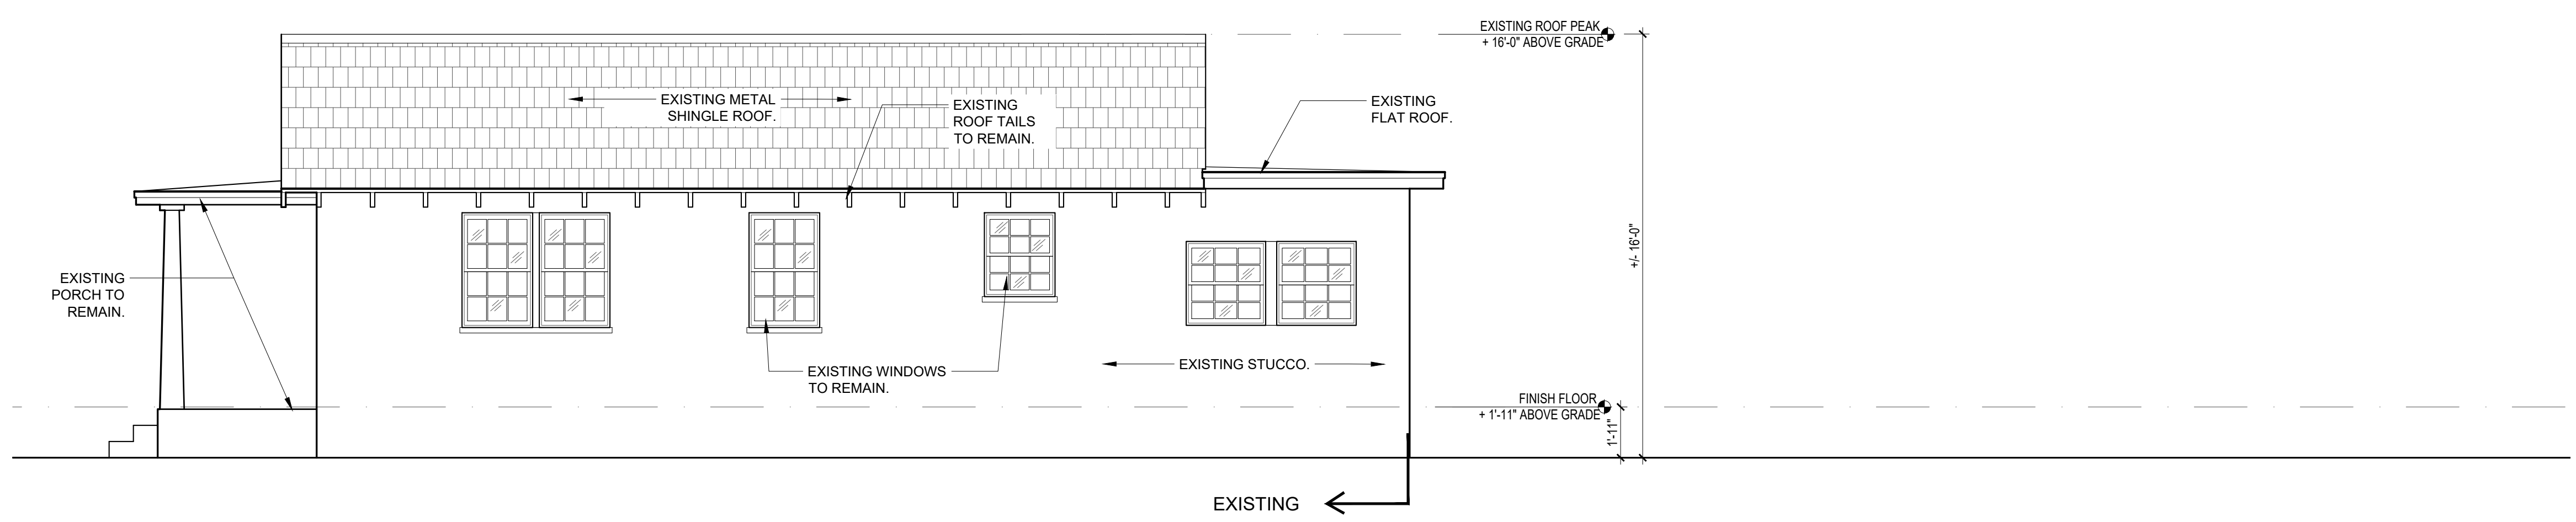 EXISTING ROOF PEAK
+ 16'-0" ABOVE GRADE
EXISTING METAL
SHINGLE ROOF.
EXISTING
ROOF TAILS
TO REMAIN.
EXISTING
FLAT ROOF.
+/- 16'-0"
EXISTING
PORCH TO
REMAIN.
EXISTING WINDOWS
TO REMAIN.
EXISTING STUCCO.
FINISH FLOOR
+ 1'-11" ABOVE GRADE
1'-11"
EXISTING